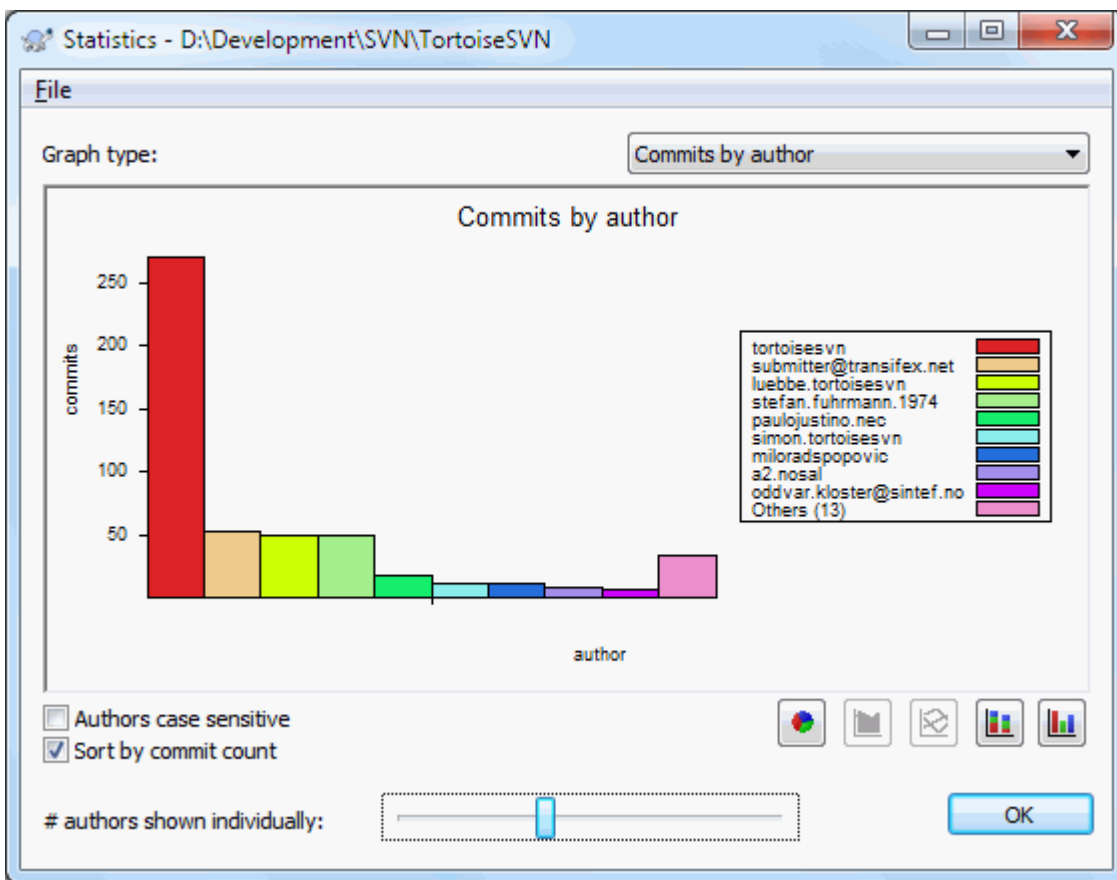 Statistics - D:\Development\SVN\TortoiseSVN
File
Graph type:
Commits by author
Commits by author
250
200
150
100
50
commits
author
tortoisesvn
submitter@transifex.net
luebbe.tortoisesvn
stefan.fuhrmann.1974
paulojustino.nec
simon.tortoisesvn
miloradspopovic
a2.nosal
oddvar.kloster@sintef.no
Others (13)
Authors case sensitive
Sort by commit count
# authors shown individually:
OK